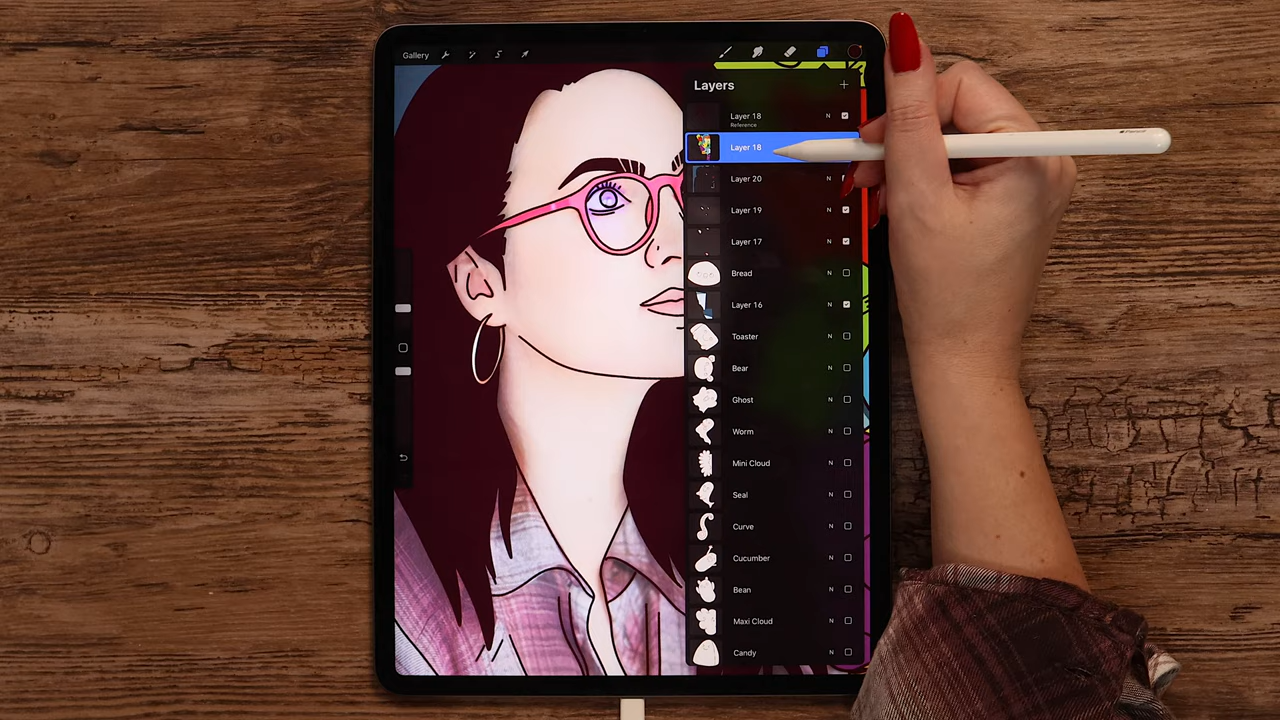 Gallery
Layers
Layer 18 N
Reference
Layer 18
Layer 20 N
Layer 19 N
Layer 17 N
Bread N
Layer 16 N
Toaster N
Bear N
Ghost N
Worm N
Mini Cloud N
Seal N
Curve N
Cucumber N
Bean N
Maxi Cloud N
Candy N